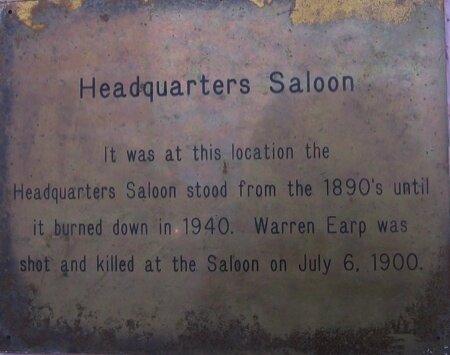 Headquarters Saloon
It was at this location the
Headquarters Saloon stood from the 1890's until
it burned down in 1940. Warren Earp was
shot and killed at the Saloon on July 6, 1900.